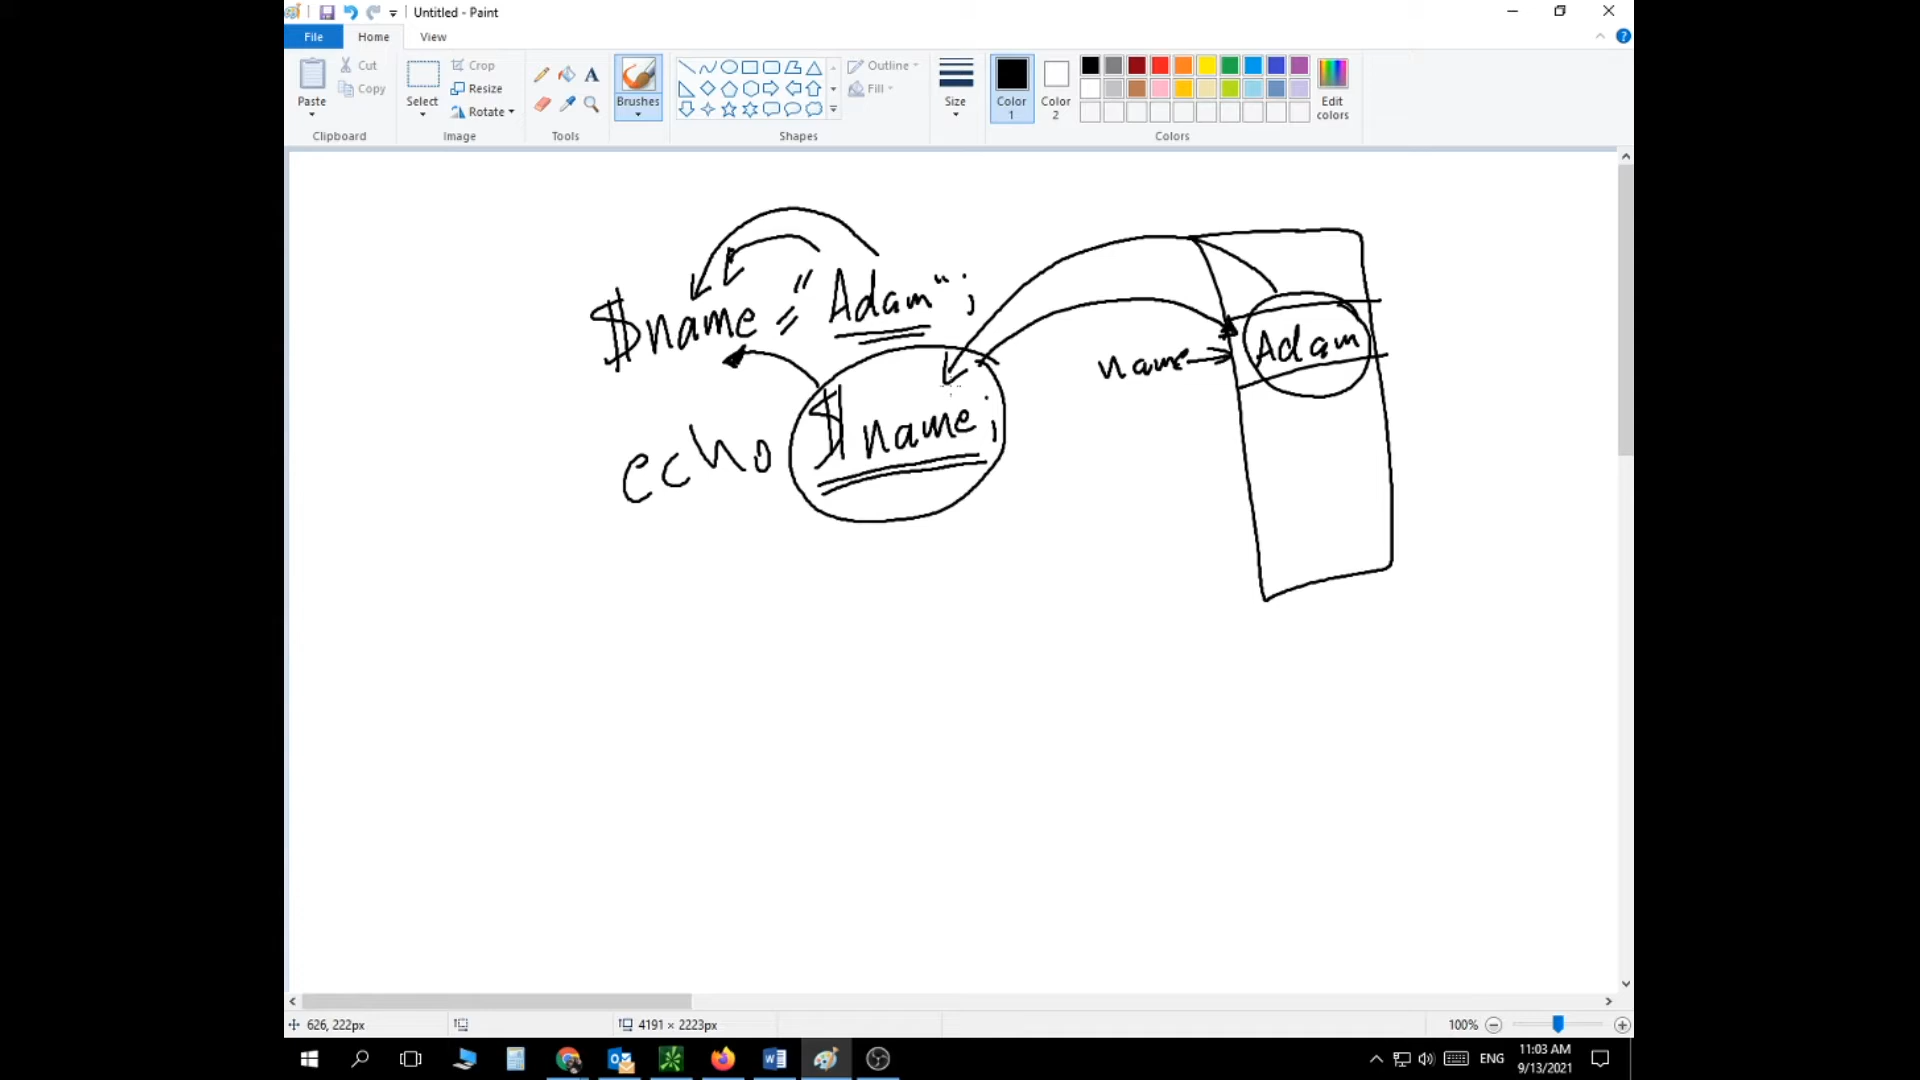 Untitled - Paint
File Home View
Cut
Copy
Paste
Clipboard
Crop
Resize
Rotate
Select
Image
Tools
Brushes
Shapes
Outline
Fill
Size
Color 1
Color 2
Edit colors
Colors
$name = "Adam";
echo $name;
name
Adam
626, 222px
4191 × 2223px
100%
ENG
11:03 AM
9/13/2021